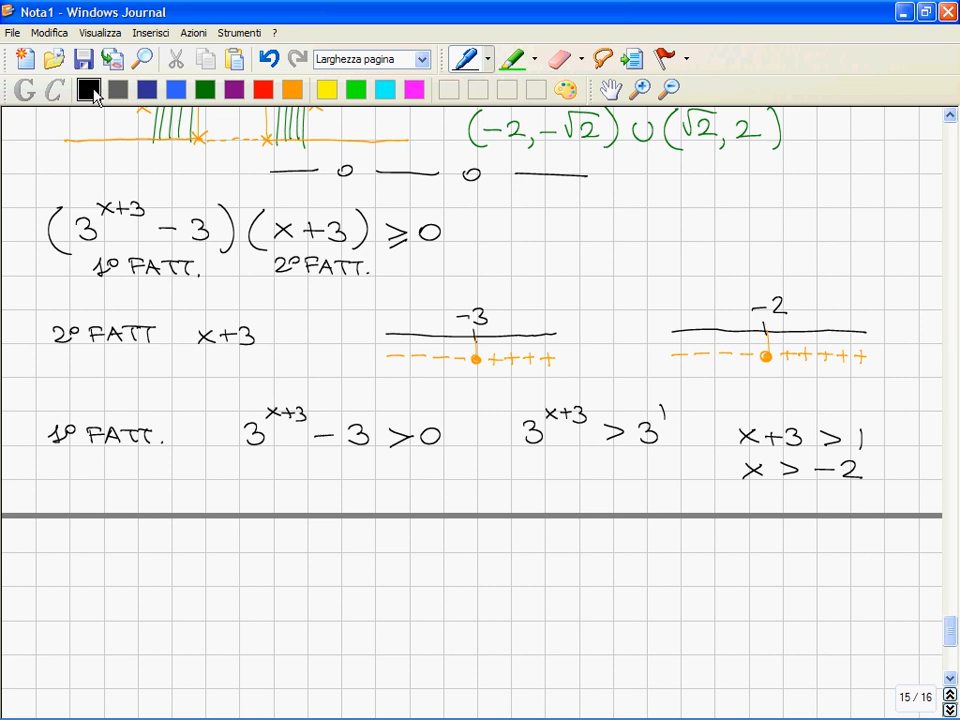 Nota1 - Windows Journal
File Modifica Visualizza Inserisci Azioni Strumenti ?
Larghezza pagina
G C
(-2, -√2) ∪ (√2, 2)
(3^(x+3) - 3)(x+3) ≥ 0
1° FATT. 2° FATT.
2° FATT x+3
-3
-2
---- ++++
----- +++++
1° FATT. 3^(x+3) - 3 > 0 3^(x+3) > 3^1 x+3 > 1
x > -2
15 / 16